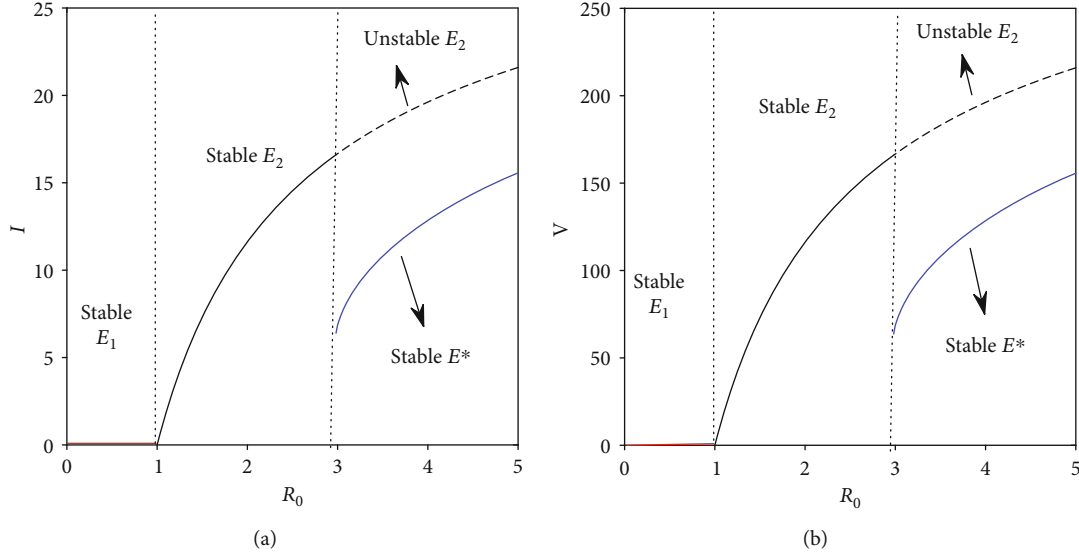 25
20
15
10
5
0
I
Unstable E₂
Stable E₂
Stable
E₁
Stable E*
0 1 2 3 4 5
R₀
(a)
250
200
150
100
50
0
V
Unstable E₂
Stable E₂
Stable
E₁
Stable E*
0 1 2 3 4 5
R₀
(b)